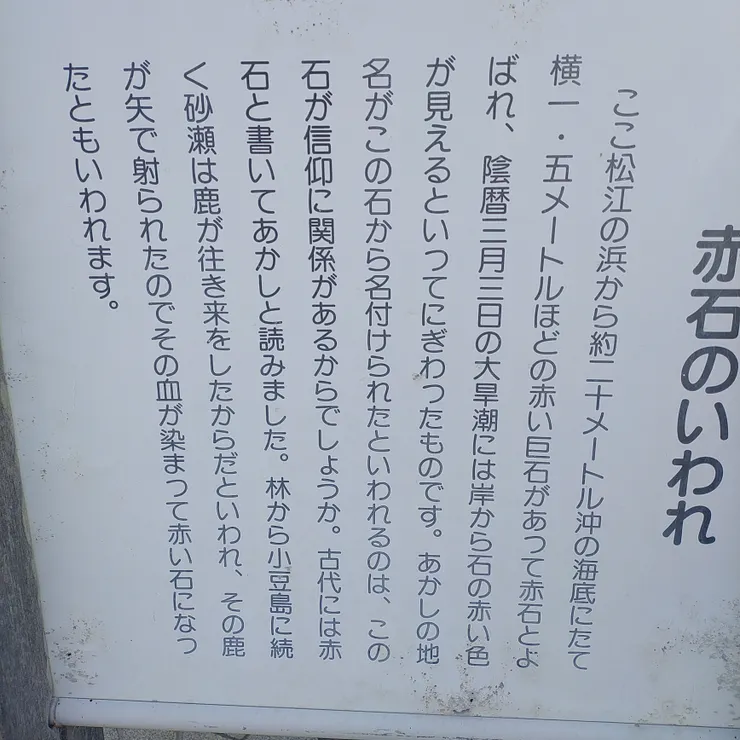 赤石のいわれ
ここ松江の浜から約二十メートル沖の海底にたて
横一・五メートルほどの赤い巨石があって赤石とよ
ばれ、陰暦三月三日の大旱潮には岸から石の赤い色
が見えるといってにぎわったものです。あかしの地
名がこの石から名付けられたといわれるのは、この
石が信仰に関係があるからでしょうか。古代には赤
石と書いてあかしと読みました。林から小豆島に続
く砂瀬は鹿が往き来をしたからだといわれ、その鹿
が矢で射られたのでその血が染まって赤い石になっ
たともいわれます。